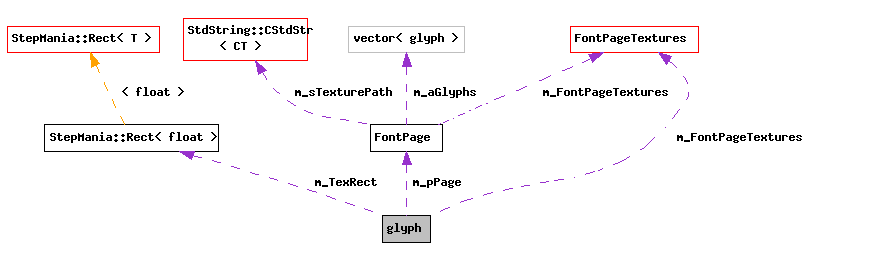 StepMania::Rect< T >
StdString::CStdStr
< CT >
vector< glyph >
FontPageTextures
< float >
m_sTexturePath
m_aGlyphs
m_FontPageTextures
StepMania::Rect< float >
FontPage
m_FontPageTextures
m_TexRect
m_pPage
glyph